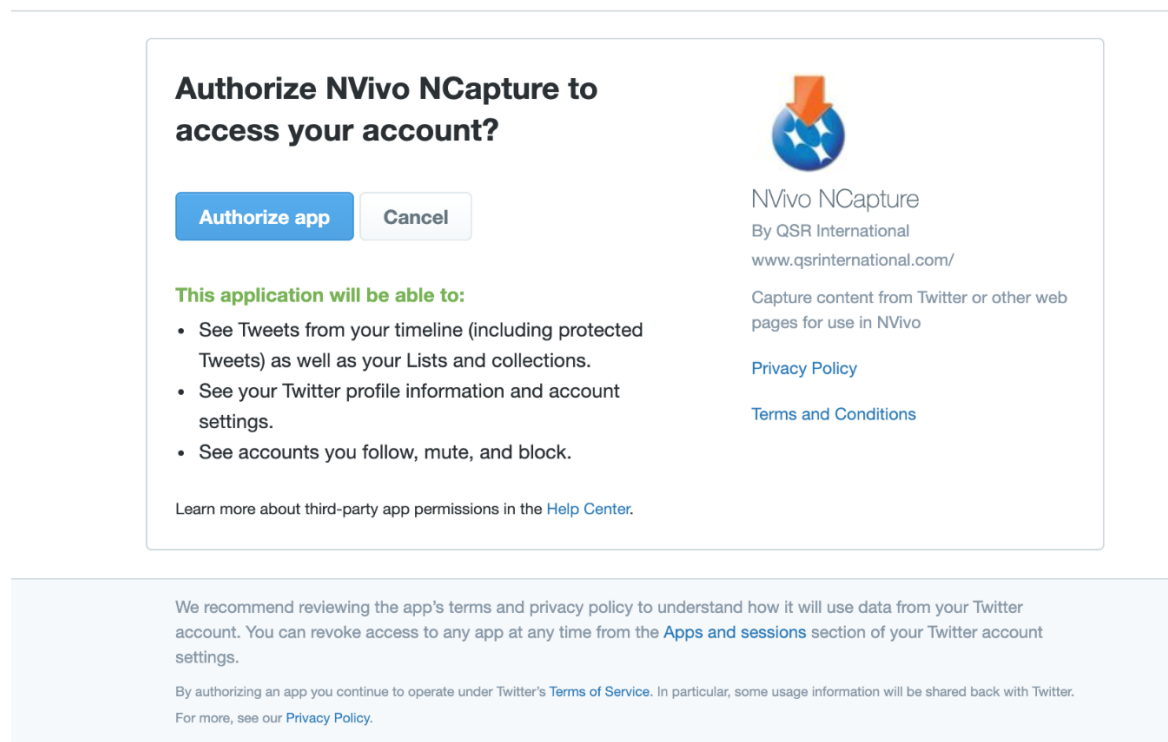 Authorize NVivo NCapture to
access your account?
Authorize app
Cancel
This application will be able to:
• See Tweets from your timeline (including protected
Tweets) as well as your Lists and collections.
• See your Twitter profile information and account
settings.
• See accounts you follow, mute, and block.
Learn more about third-party app permissions in the Help Center.
NVivo NCapture
By QSR International
www.qsrinternational.com/
Capture content from Twitter or other web
pages for use in NVivo
Privacy Policy
Terms and Conditions
We recommend reviewing the app's terms and privacy policy to understand how it will use data from your Twitter
account. You can revoke access to any app at any time from the Apps and sessions section of your Twitter account
settings.
By authorizing an app you continue to operate under Twitter's Terms of Service. In particular, some usage information will be shared back with Twitter.
For more, see our Privacy Policy.